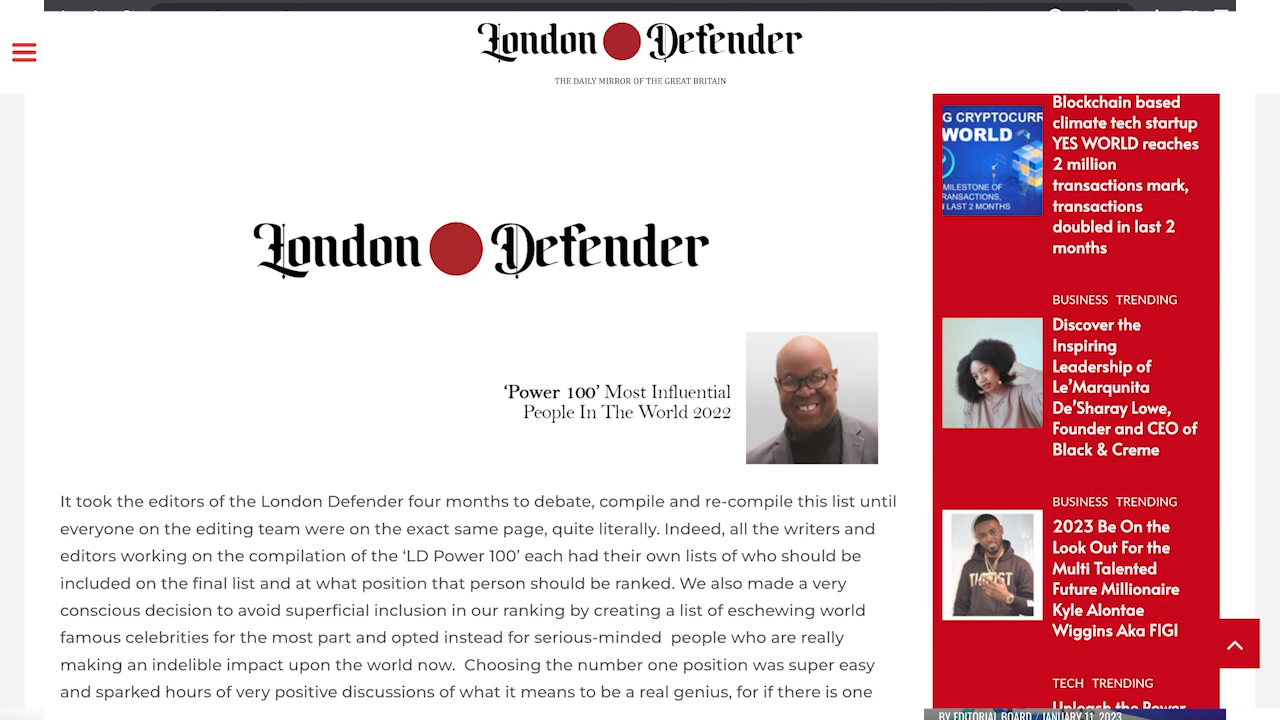 London Defender
THE DAILY MIRROR OF THE GREAT BRITAIN
London Defender
‘Power 100’ Most Influential
People In The World 2022
It took the editors of the London Defender four months to debate, compile and re-compile this list until
everyone on the editing team were on the exact same page, quite literally. Indeed, all the writers and
editors working on the compilation of the ‘LD Power 100’ each had their own lists of who should be
included on the final list and at what position that person should be ranked. We also made a very
conscious decision to avoid superficial inclusion in our ranking by creating a list of eschewing world
famous celebrities for the most part and opted instead for serious-minded people who are really
making an indelible impact upon the world now. Choosing the number one position was super easy
and sparked hours of very positive discussions of what it means to be a real genius, for if there is one
G CRYPTOCURR
WORLD
MILESTONE OF
RANSACTIONS,
LAST 2 MONTHS
Blockchain based
climate tech startup
YES WORLD reaches
2 million
transactions mark,
transactions
doubled in last 2
months
BUSINESS TRENDING
Discover the
Inspiring
Leadership of
Le’Marqunita
De’Sharay Lowe,
Founder and CEO of
Black & Creme
BUSINESS TRENDING
2023 Be On the
Look Out For the
Multi Talented
Future Millionaire
Kyle Alontae
Wiggins Aka FIGI
TECH TRENDING
Unleash the Power
BY EDITORIAL BOARD / JANUARY 11, 2023